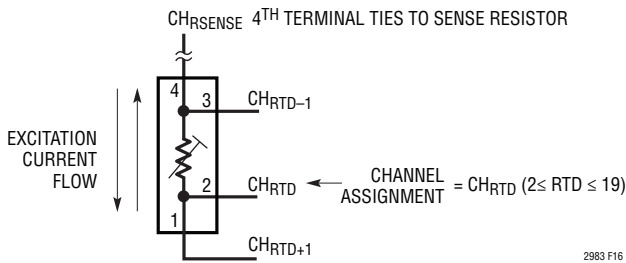 CHRSENSE 4TH TERMINAL TIES TO SENSE RESISTOR
4
3
CHRTD–1
EXCITATION
CURRENT
FLOW
2
CHRTD
CHANNEL
ASSIGNMENT
= CHRTD (2≤ RTD ≤ 19)
1
CHRTD+1
2983 F16